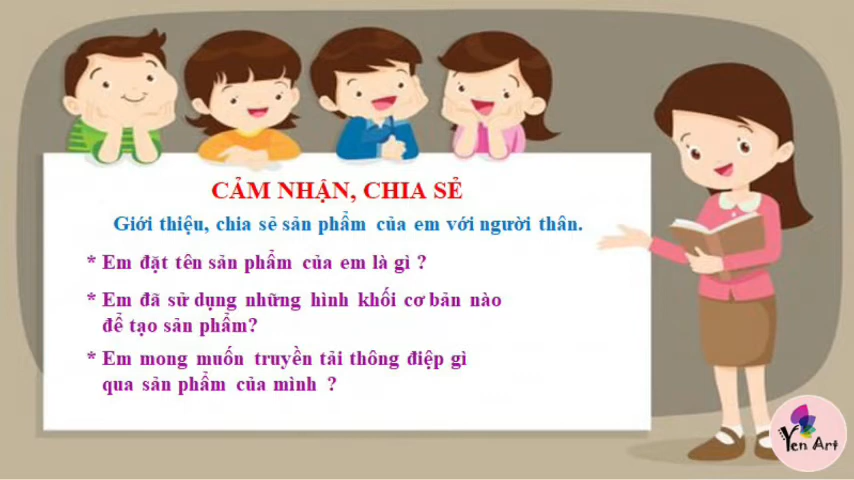 CẢM NHẬN, CHIA SẺ
Giới thiệu, chia sẻ sản phẩm của em với người thân.
* Em đặt tên sản phẩm của em là gì ?
* Em đã sử dụng những hình khối cơ bản nào
để tạo sản phẩm?
* Em mong muốn truyền tải thông điệp gì
qua sản phẩm của mình ?
Yen Art